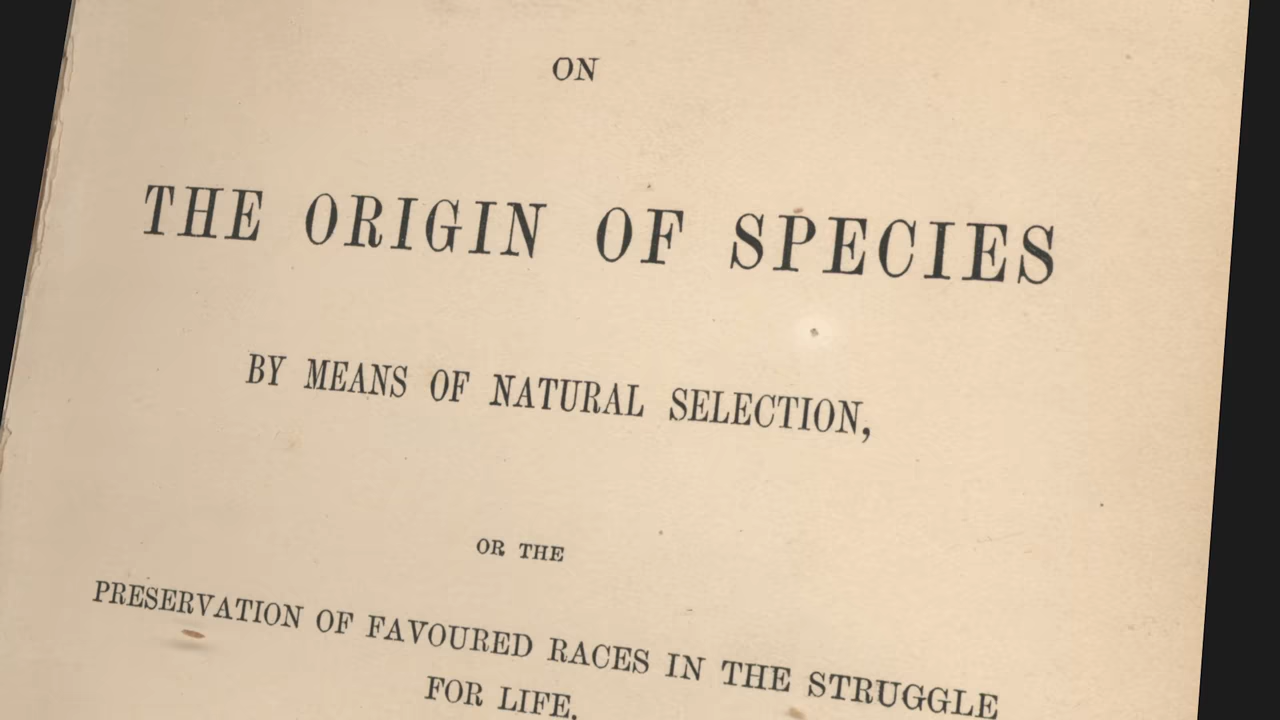 ON
THE ORIGIN OF SPECIES
BY MEANS OF NATURAL SELECTION,
OR THE
PRESERVATION OF FAVOURED RACES IN THE STRUGGLE
FOR LIFE.